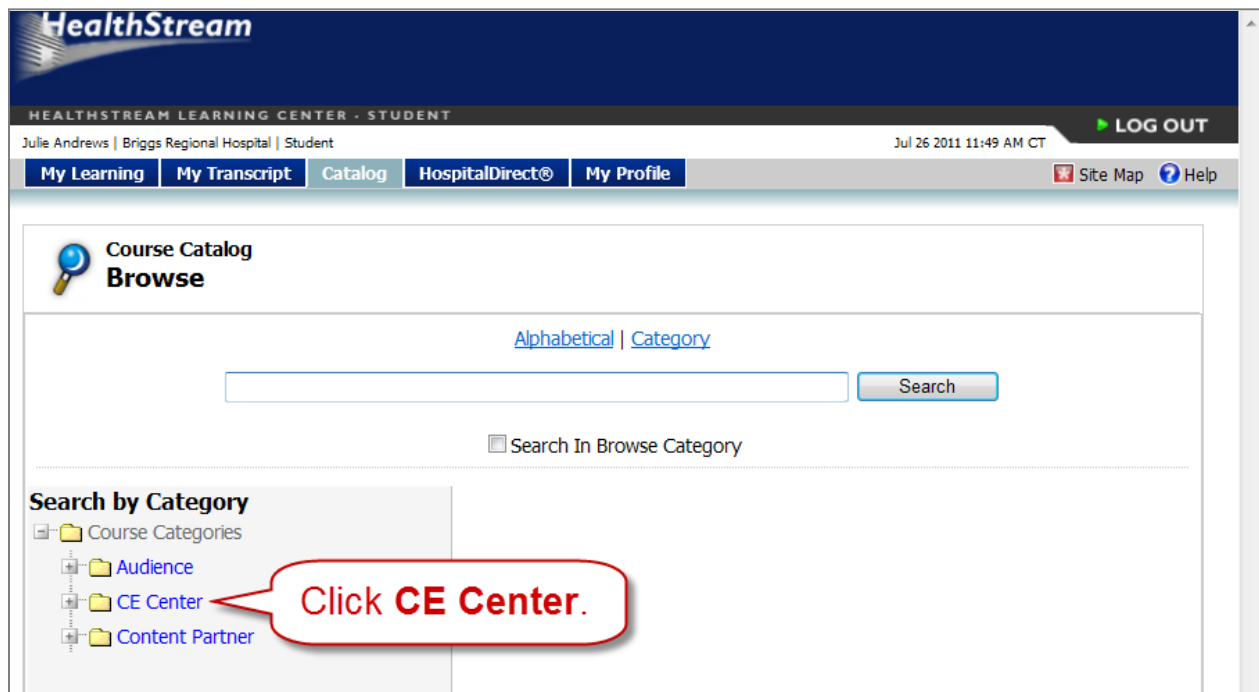 HealthStream
HEALTHSTREAM LEARNING CENTER - STUDENT
LOG OUT
Julie Andrews | Briggs Regional Hospital | Student Jul 26 2011 11:49 AM CT
My Learning My Transcript Catalog HospitalDirect® My Profile Site Map Help
Course Catalog
Browse
Alphabetical | Category
Search
Search In Browse Category
Search by Category
Course Categories
Audience
CE Center
Click CE Center.
Content Partner